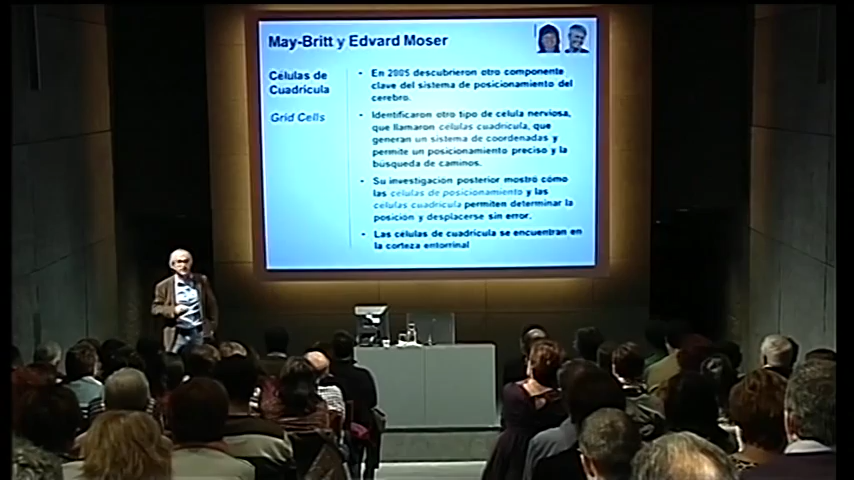 May-Britt y Edvard Moser
Células de
Cuadrícula
Grid Cells
• En 2005 descubrieron otro componente
clave del sistema de posicionamiento del
cerebro.
• Identificaron otro tipo de célula nerviosa,
que llamaron células cuadrícula, que
generan un sistema de coordenadas y
permite un posicionamiento preciso y la
búsqueda de caminos.
• Su investigación posterior mostró cómo
las células de posicionamiento y las
células cuadrícula permiten determinar la
posición y desplacerse sin error.
• Las células de cuadrícula se encuentran en
la corteza entorrinal